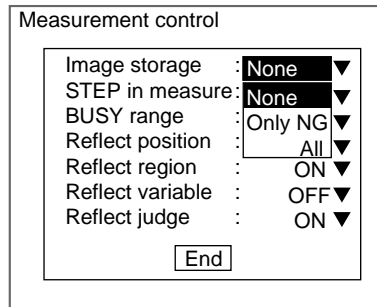 Measurement control
Image storage : None ▼
STEP in measure : None ▼
BUSY range : Only NG ▼
Reflect position : All ▼
Reflect region : ON ▼
Reflect variable : OFF ▼
Reflect judge : ON ▼
End